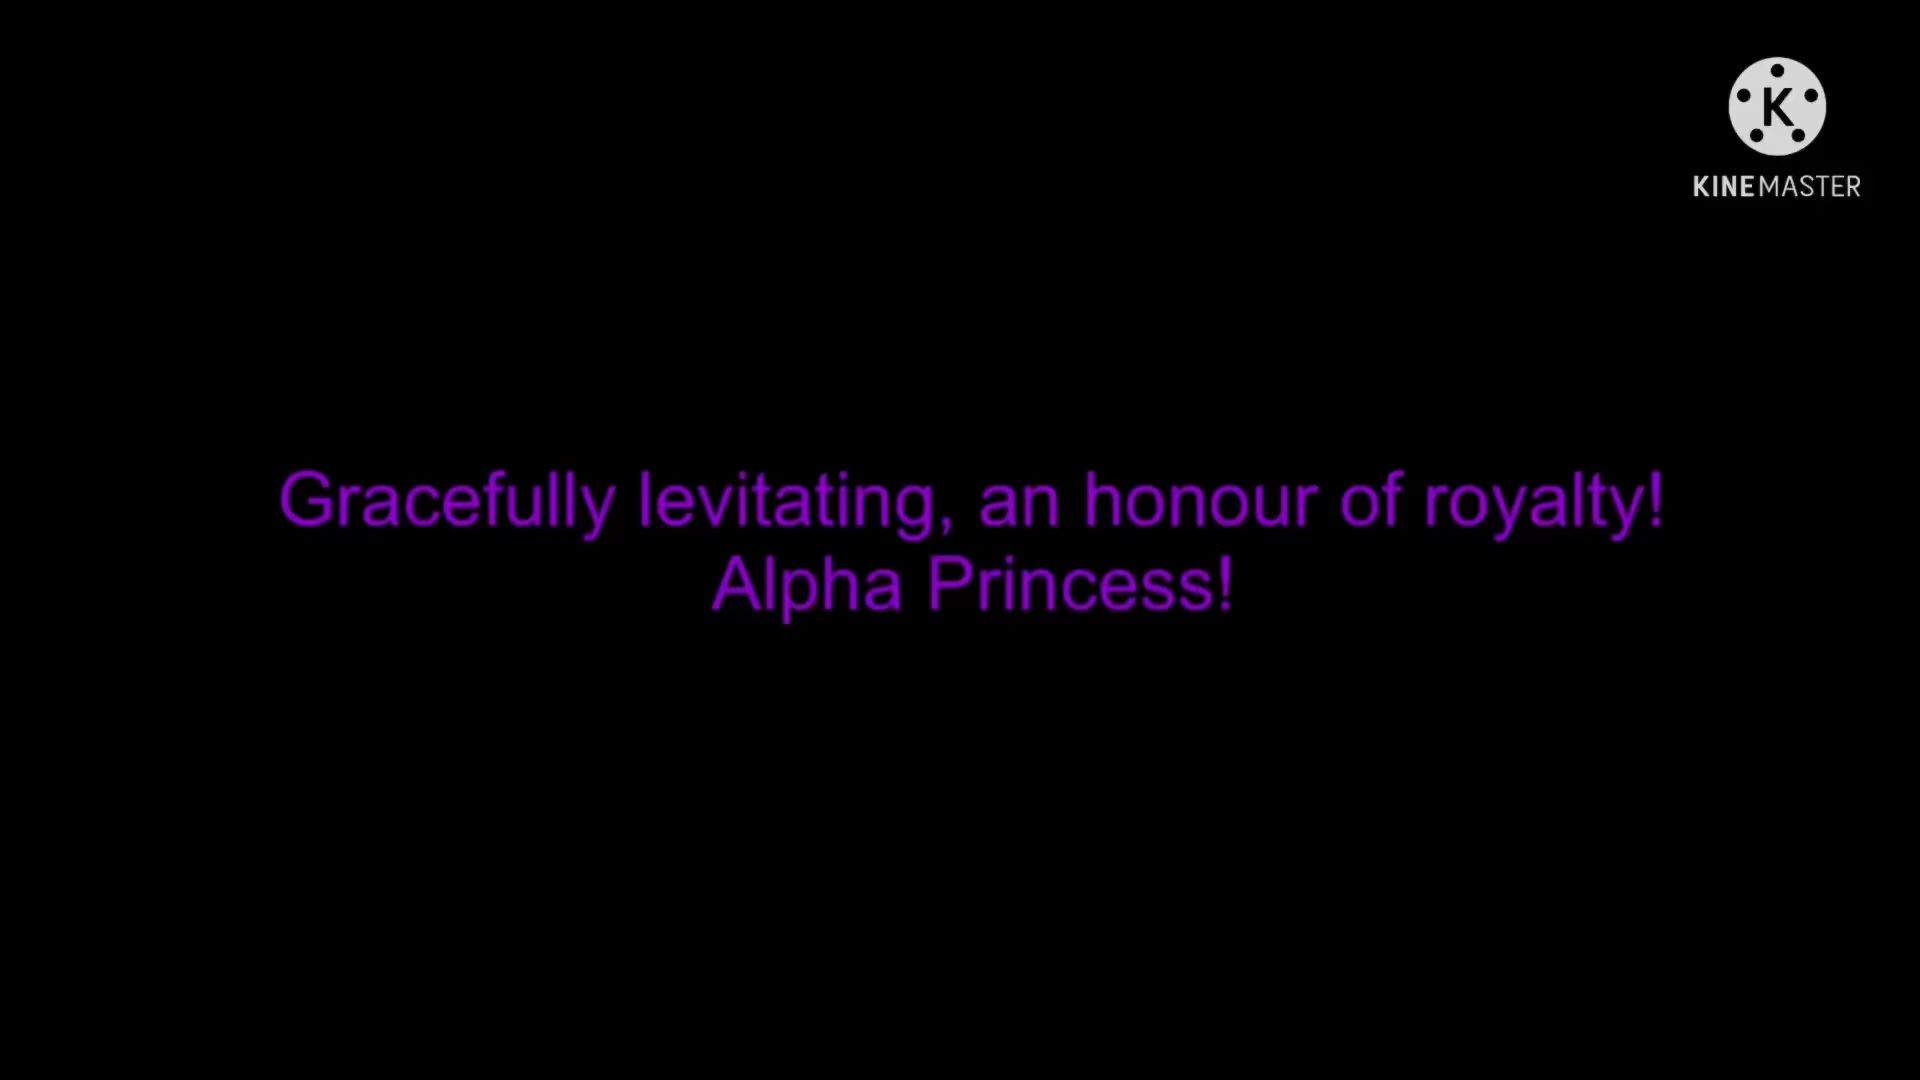 K
KINEMASTER
Gracefully levitating, an honour of royalty!
Alpha Princess!